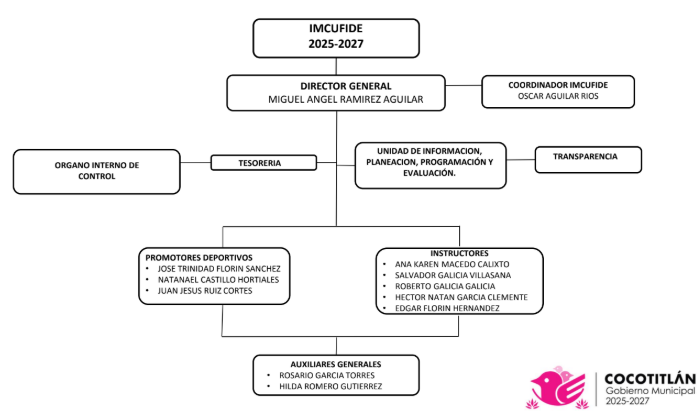 IMCUFIDE
2025-2027
DIRECTOR GENERAL
MIGUEL ANGEL RAMIREZ AGUILAR
COORDINADOR IMCUFIDE
OSCAR AGUILAR RIOS
ORGANO INTERNO DE
CONTROL
TESORERIA
UNIDAD DE INFORMACION,
PLANEACION, PROGRAMACIÓN Y
EVALUACIÓN.
TRANSPARENCIA
PROMOTORES DEPORTIVOS
• JOSE TRINIDAD FLORIN SANCHEZ
• NATANAEL CASTILLO HORTIALES
• JUAN JESUS RUIZ CORTES
INSTRUCTORES
• ANA KAREN MACEDO CALIXTO
• SALVADOR GALICIA VILLASANA
• ROBERTO GALICIA GALICIA
• HECTOR NATAN GARCIA CLEMENTE
• EDGAR FLORIN HERNANDEZ
AUXILIARES GENERALES
• ROSARIO GARCIA TORRES
• HILDA ROMERO GUTIERREZ
COCOTITLÁN
Gobierno Municipal
2025-2027